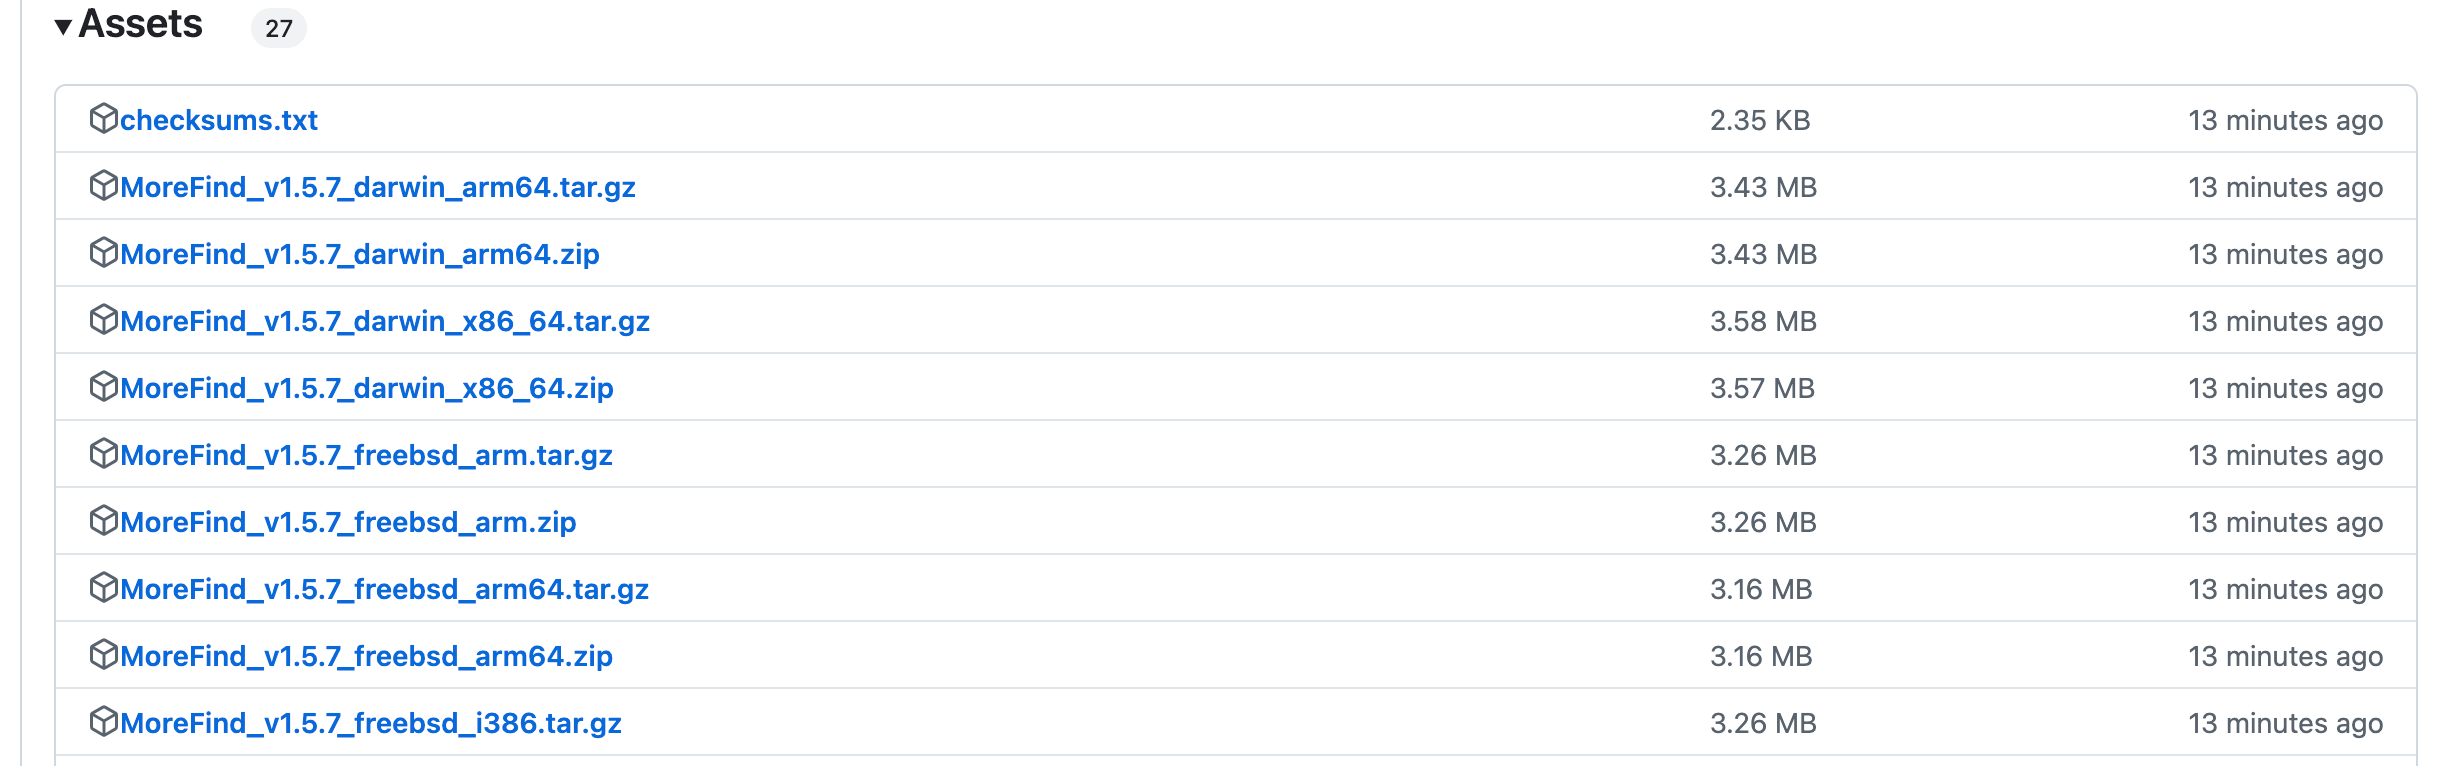 ▾Assets 27
checksums.txt 2.35 KB 13 minutes ago
MoreFind_v1.5.7_darwin_arm64.tar.gz 3.43 MB 13 minutes ago
MoreFind_v1.5.7_darwin_arm64.zip 3.43 MB 13 minutes ago
MoreFind_v1.5.7_darwin_x86_64.tar.gz 3.58 MB 13 minutes ago
MoreFind_v1.5.7_darwin_x86_64.zip 3.57 MB 13 minutes ago
MoreFind_v1.5.7_freebsd_arm.tar.gz 3.26 MB 13 minutes ago
MoreFind_v1.5.7_freebsd_arm.zip 3.26 MB 13 minutes ago
MoreFind_v1.5.7_freebsd_arm64.tar.gz 3.16 MB 13 minutes ago
MoreFind_v1.5.7_freebsd_arm64.zip 3.16 MB 13 minutes ago
MoreFind_v1.5.7_freebsd_i386.tar.gz 3.26 MB 13 minutes ago